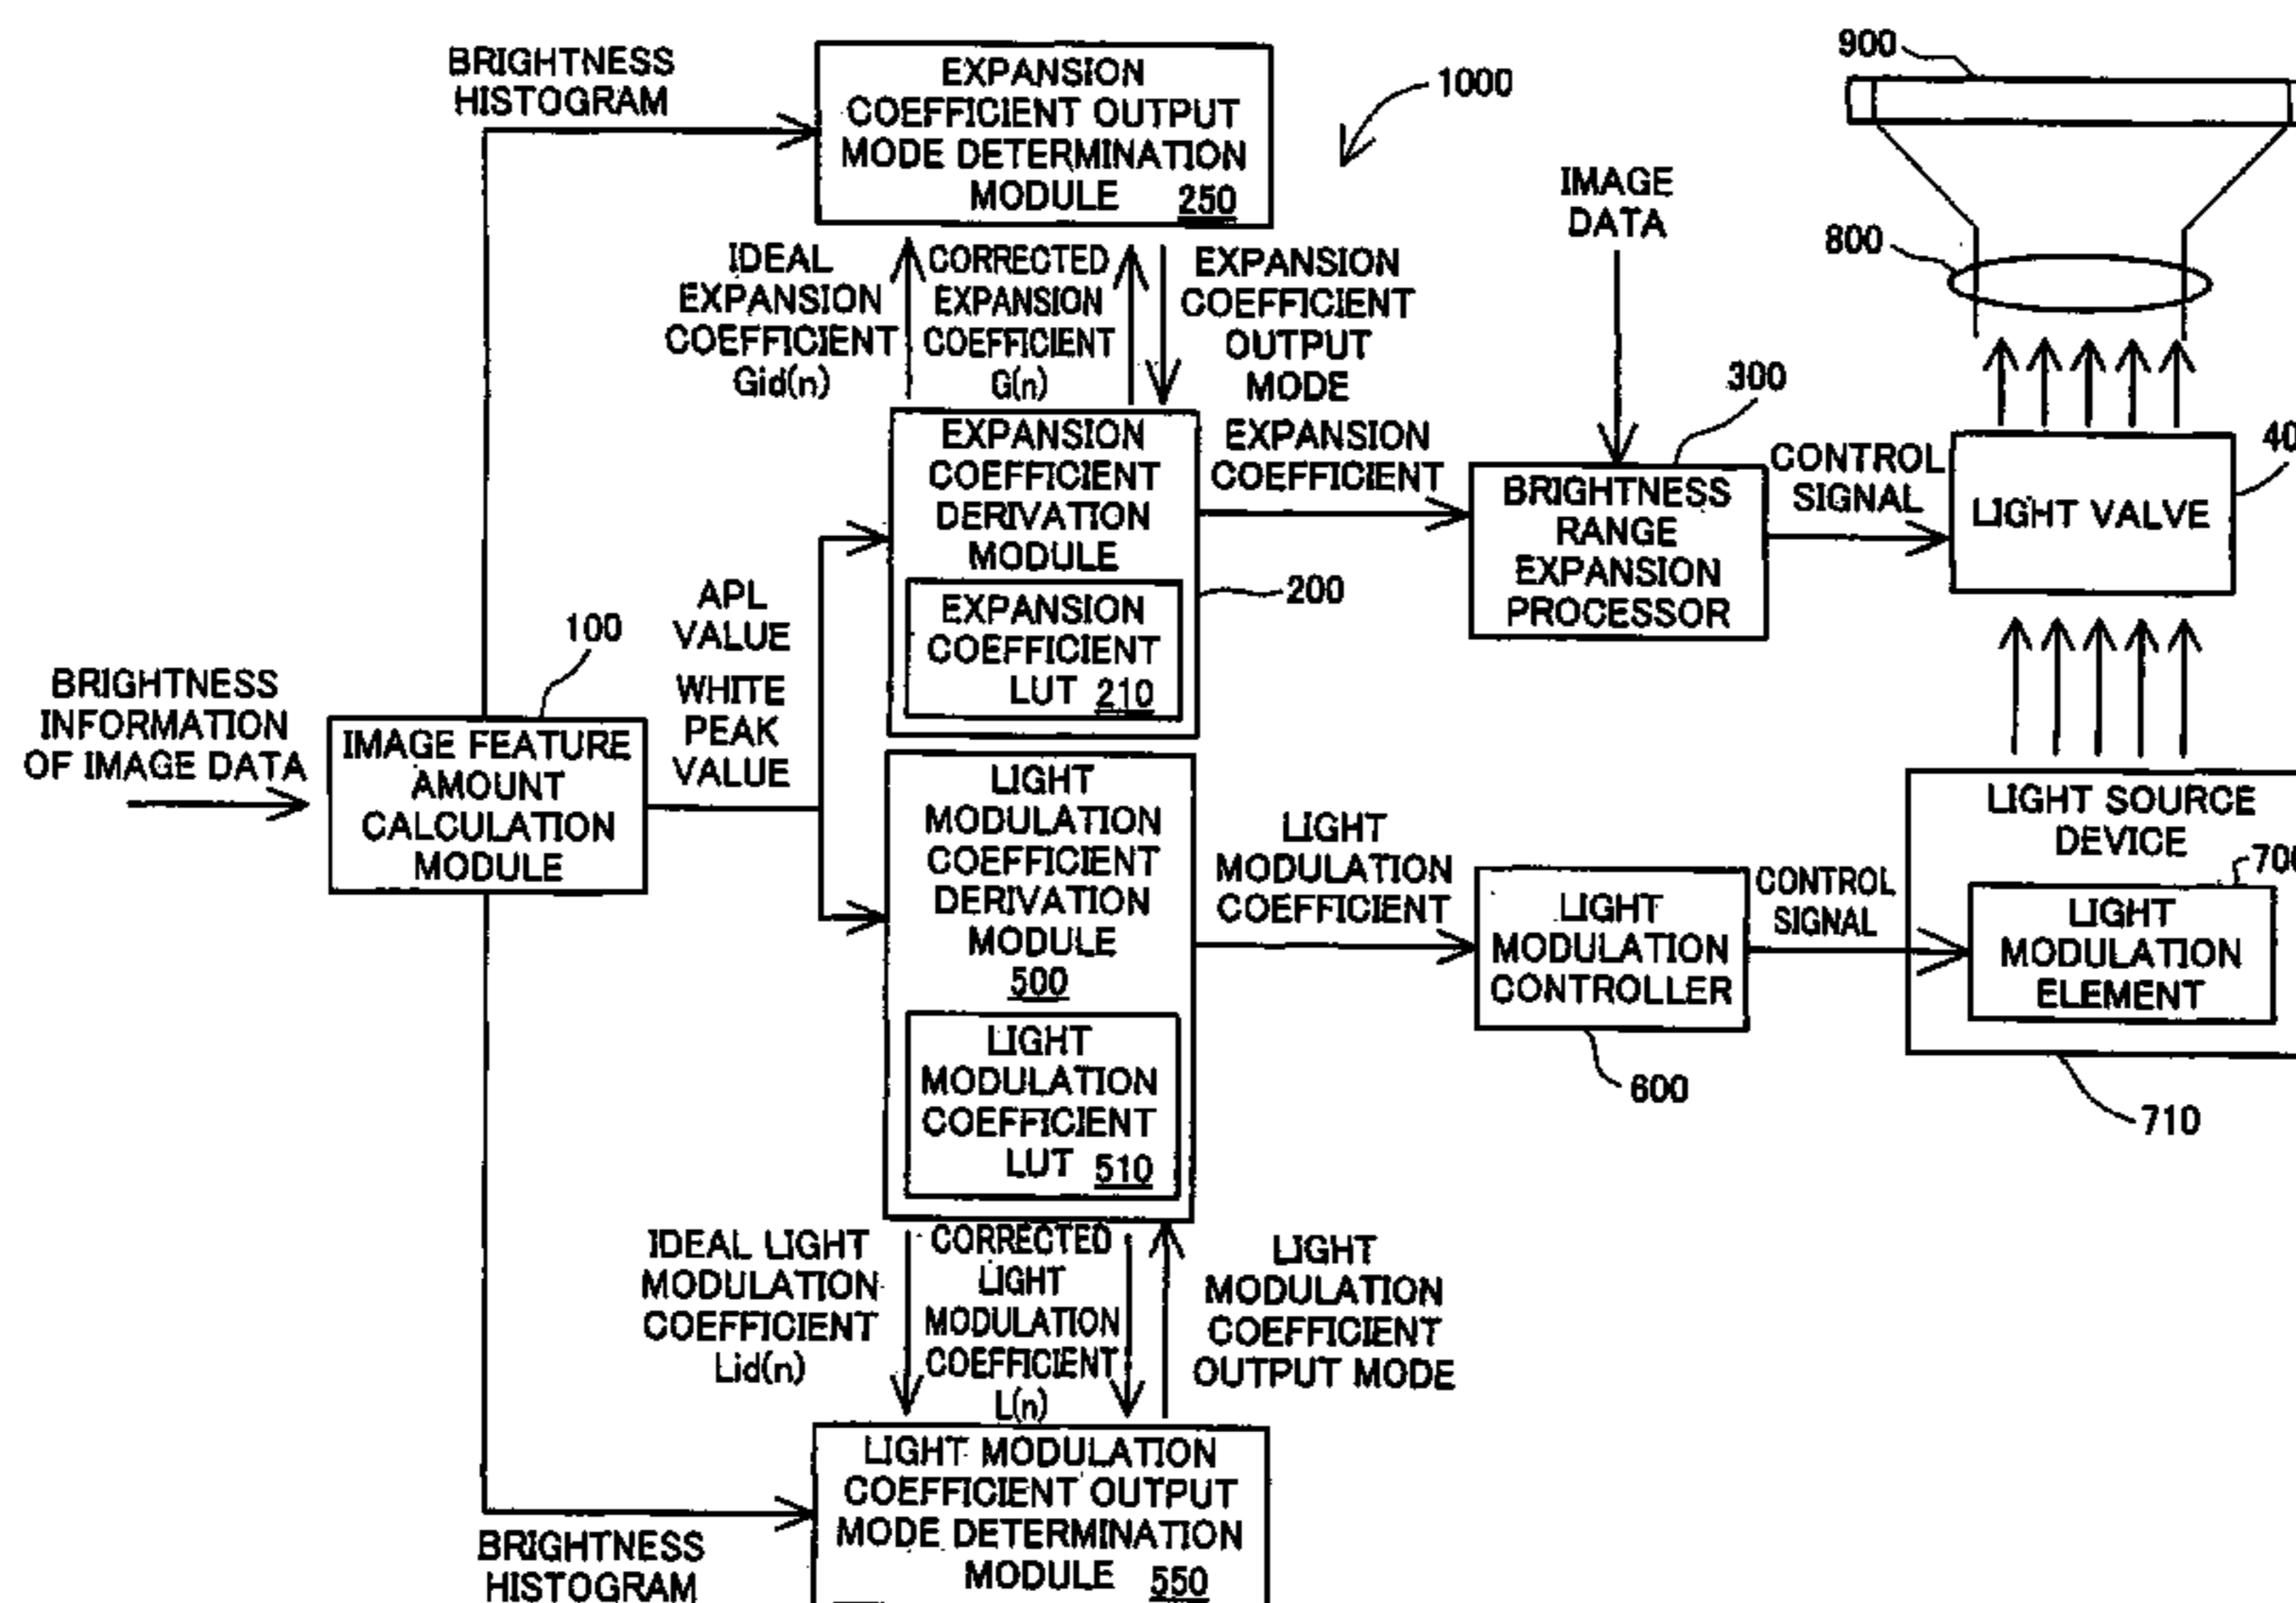 BRIGHTNESS
HISTOGRAM
EXPANSION
COEFFICIENT OUTPUT
MODE DETERMINATION
MODULE 250
1000
900
IMAGE
DATA
800
IDEAL
EXPANSION
COEFFICIENT
Gid(n)
CORRECTED
EXPANSION
COEFFICIENT
G(n)
EXPANSION
COEFFICIENT
OUTPUT
MODE
EXPANSION
COEFFICIENT
DERIVATION
MODULE
EXPANSION
COEFFICIENT
LUT 210
200
EXPANSION
COEFFICIENT
300
BRIGHTNESS
RANGE
EXPANSION
PROCESSOR
CONTROL
SIGNAL
LIGHT VALVE
BRIGHTNESS
INFORMATION
OF IMAGE DATA
100
IMAGE FEATURE
AMOUNT
CALCULATION
MODULE
APL
VALUE
WHITE
PEAK
VALUE
LIGHT
MODULATION
COEFFICIENT
DERIVATION
MODULE
500
LIGHT
MODULATION
COEFFICIENT
LUT 510
LIGHT
MODULATION
COEFFICIENT
LIGHT
MODULATION
CONTROLLER
600
CONTROL
SIGNAL
LIGHT SOURCE
DEVICE
LIGHT
MODULATION
ELEMENT
710
IDEAL LIGHT
MODULATION
COEFFICIENT
Lid(n)
CORRECTED
LIGHT
MODULATION
COEFFICIENT
L(n)
LIGHT
MODULATION
COEFFICIENT
OUTPUT MODE
BRIGHTNESS
HISTOGRAM
LIGHT MODULATION
COEFFICIENT OUTPUT
MODE DETERMINATION
MODULE 550